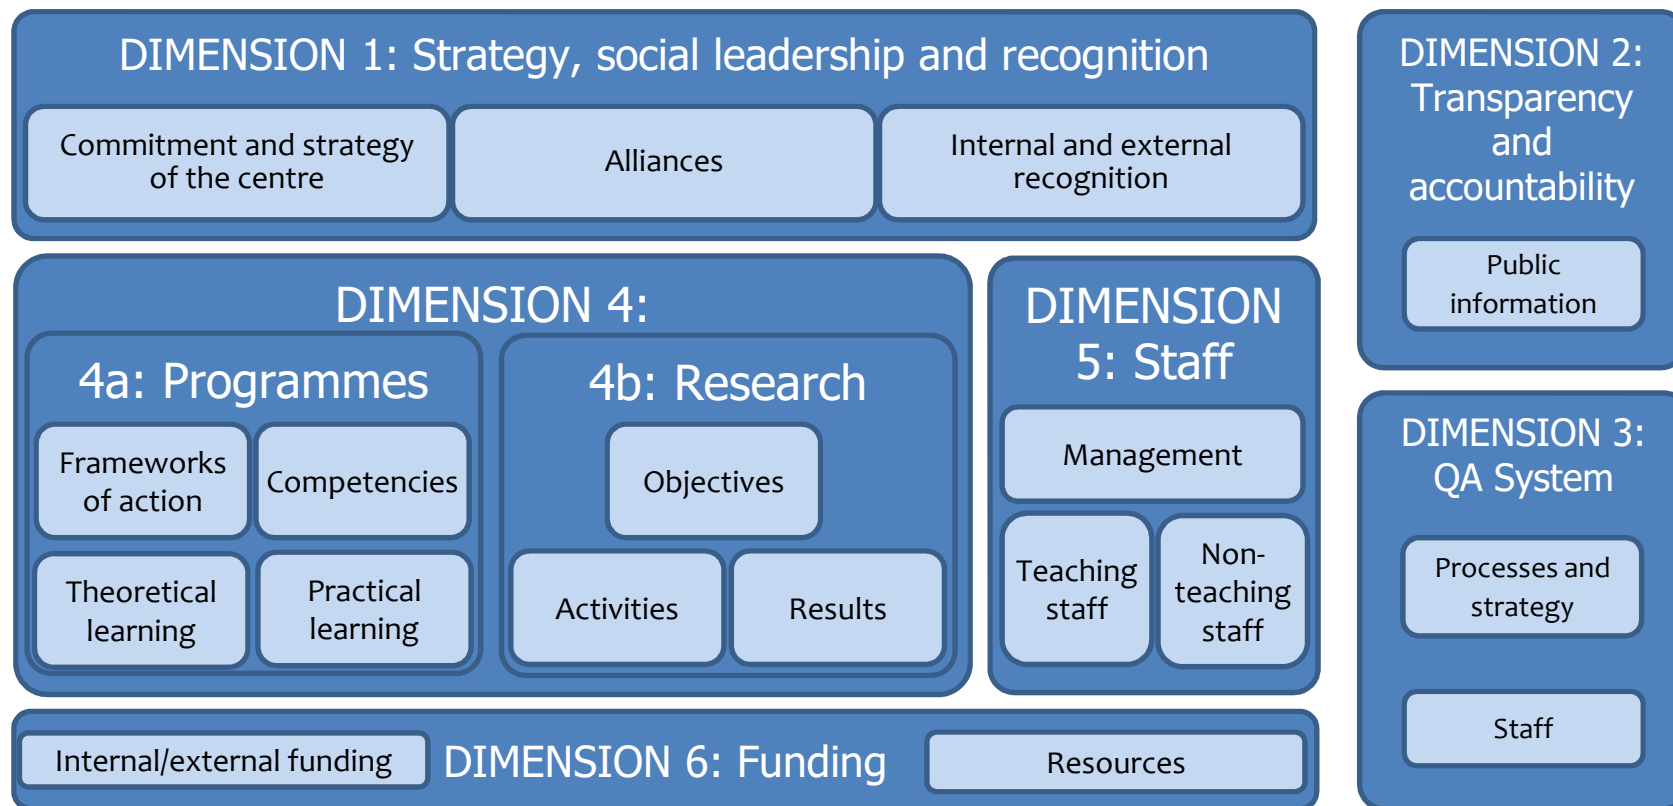 DIMENSION 1: Strategy, social leadership and recognition
Commitment and strategy
of the centre
Alliances
Internal and external
recognition
DIMENSION 2:
Transparency
and
accountability
Public
information
DIMENSION 4:
4a: Programmes
Frameworks
of action
Competencies
Theoretical
learning
Practical
learning
4b: Research
Objectives
Activities
Results
DIMENSION
5: Staff
Management
Teaching
staff
Non-
teaching
staff
DIMENSION 3:
QA System
Processes and
strategy
Staff
Internal/external funding
DIMENSION 6: Funding
Resources